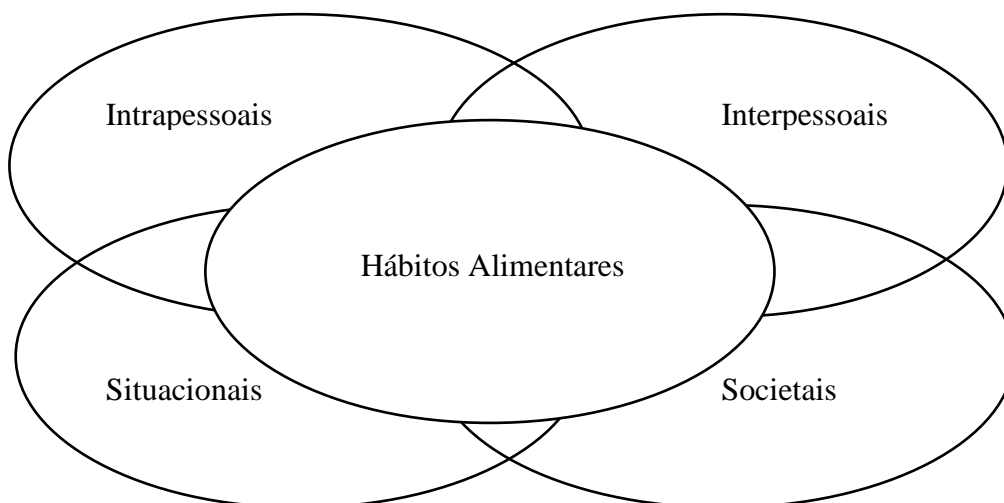 Intrapessoais
Interpessoais
Hábitos Alimentares
Situacionais
Societais